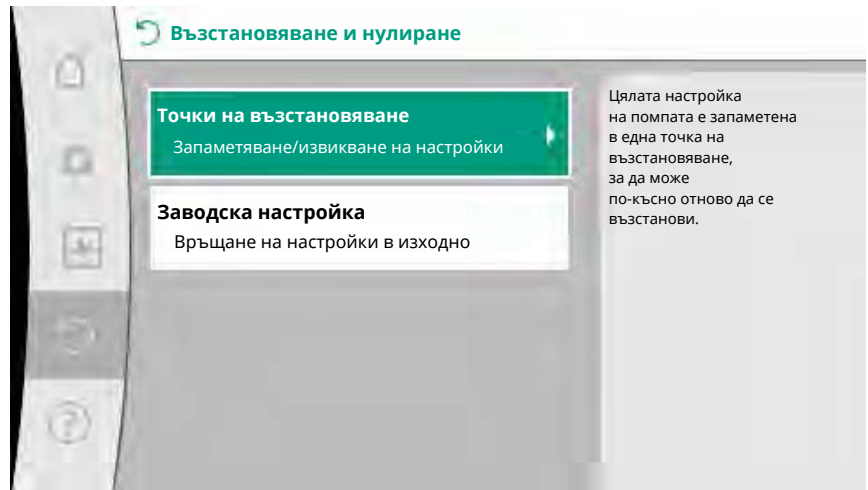 Възстановяване и нулиране
Точки на възстановяване
Запаметяване/извикване на настройки
Заводска настройка
Връщане на настройки в изходно
Цялата настройка
на помпата е запаметена
в една точка на
възстановяване,
за да може
по-късно отново да се
възстанови.